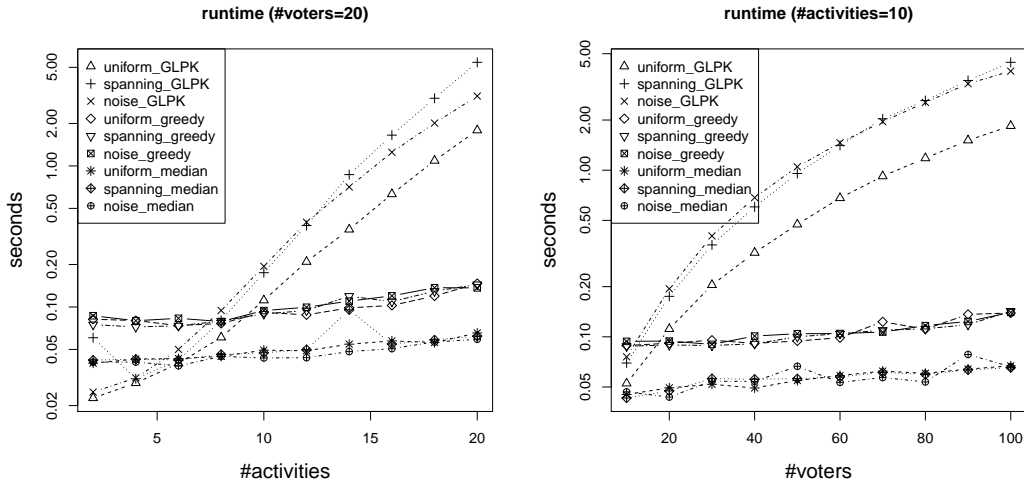 runtime (#voters=20)
5.00
2.00
1.00
0.50
0.20
0.10
0.05
0.02
seconds
uniform_GLPK
spanning_GLPK
noise_GLPK
uniform_greedy
spanning_greedy
noise_greedy
uniform_median
spanning_median
noise_median
5
10
15
20
#activities
runtime (#activities=10)
5.00
2.00
1.00
0.50
0.20
0.10
0.05
seconds
uniform_GLPK
spanning_GLPK
noise_GLPK
uniform_greedy
spanning_greedy
noise_greedy
uniform_median
spanning_median
noise_median
20
40
60
80
100
#voters